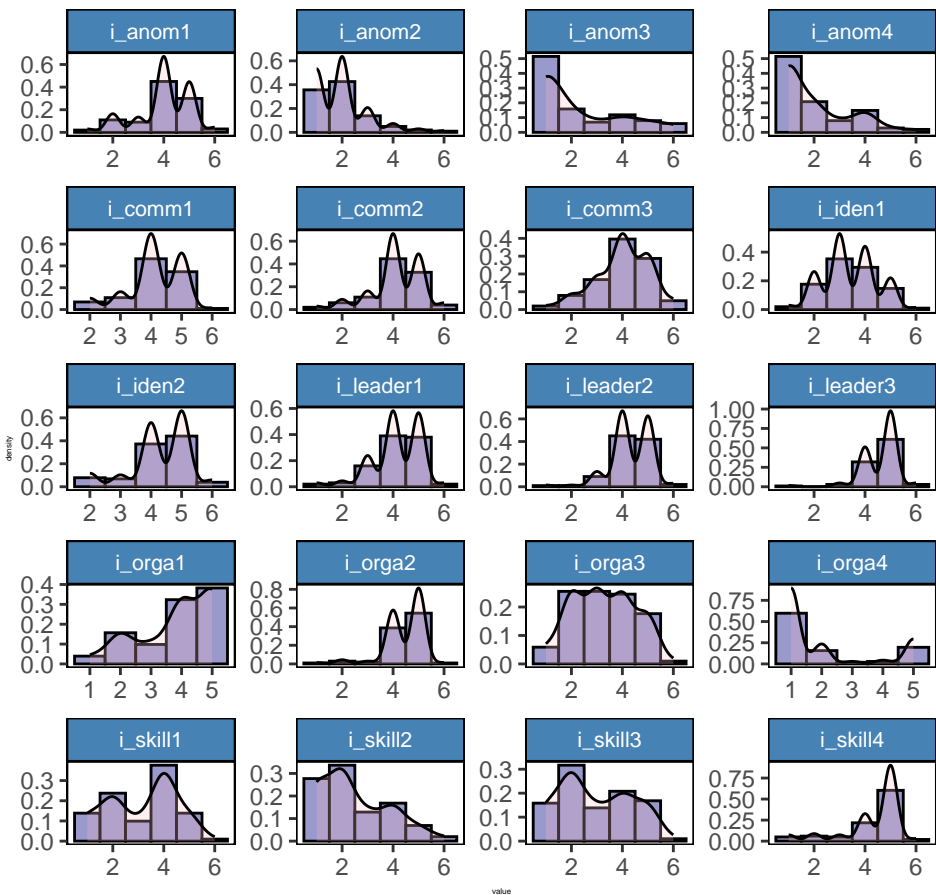 i_anom1 i_anom2 i_anom3 i_anom4
0.6 0.4 0.2 0.0 2 4 6
0.6 0.4 0.2 0.0 2 4 6
0.5 0.4 0.3 0.2 0.1 0.0 2 4 6
0.5 0.4 0.3 0.2 0.1 0.0 2 4 6
i_comm1 i_comm2 i_comm3 i_iden1
0.6 0.4 0.2 0.0 2 3 4 5 6
0.6 0.4 0.2 0.0 2 4 6
0.4 0.3 0.2 0.1 0.0 2 4 6
0.4 0.2 0.0 2 4 6
i_iden2 i_leader1 i_leader2 i_leader3
density
0.6 0.4 0.2 0.0 2 3 4 5 6
0.6 0.4 0.2 0.0 2 4 6
0.6 0.4 0.2 0.0 2 4 6
1.00 0.75 0.50 0.25 0.00 2 4 6
i_orga1 i_orga2 i_orga3 i_orga4
0.4 0.3 0.2 0.1 0.0 1 2 3 4 5
0.8 0.6 0.4 0.2 0.0 2 4 6
0.2 0.1 0.0 2 4 6
0.75 0.50 0.25 0.00 1 2 3 4 5
i_skill1 i_skill2 i_skill3 i_skill4
0.3 0.2 0.1 0.0 2 4 6
0.3 0.2 0.1 0.0 2 4 6
0.3 0.2 0.1 0.0 2 4 6
0.75 0.50 0.25 0.00 2 4 6
value